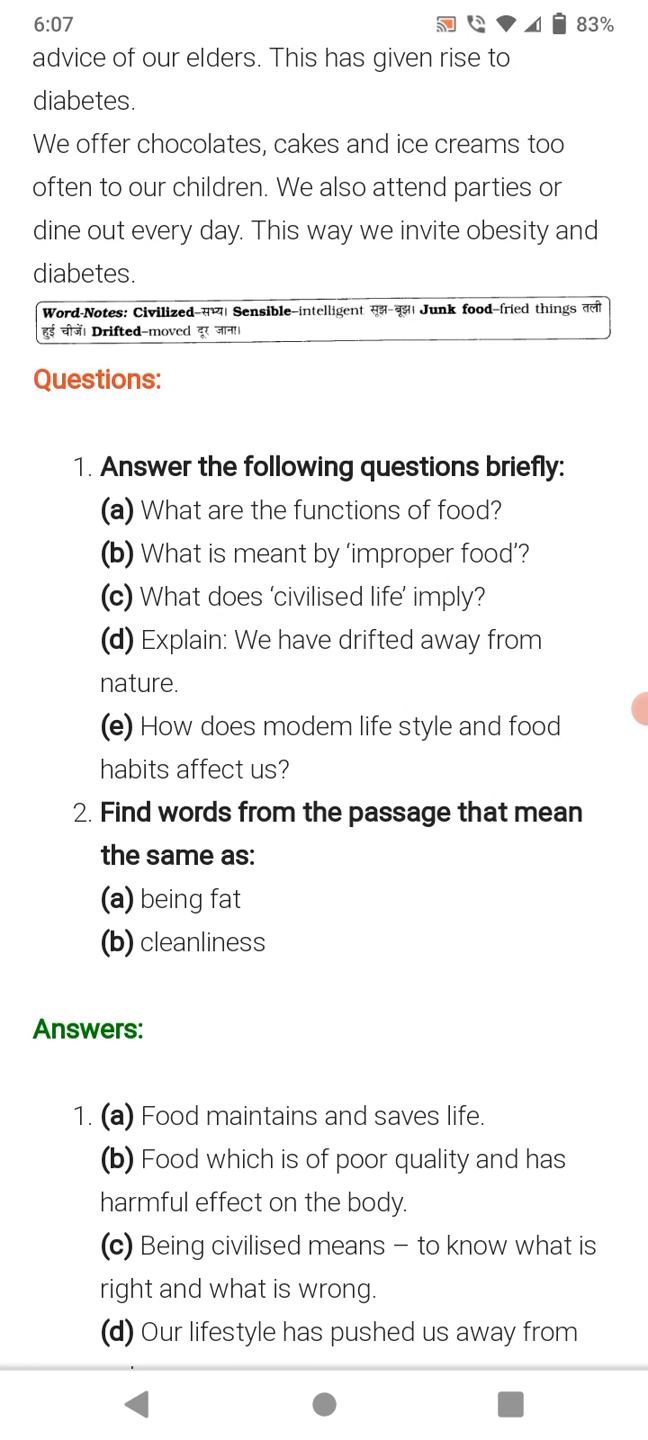 6:07
83%
advice of our elders. This has given rise to
diabetes.
We offer chocolates, cakes and ice creams too
often to our children. We also attend parties or
dine out every day. This way we invite obesity and
diabetes.
Word-Notes: Civilized–सभ्य। Sensible–intelligent सूझ-बूझ। Junk food–fried things तली
हुई चीजें। Drifted–moved दूर जाना।
Questions:
1. Answer the following questions briefly:
(a) What are the functions of food?
(b) What is meant by ‘improper food’?
(c) What does ‘civilised life’ imply?
(d) Explain: We have drifted away from
nature.
(e) How does modem life style and food
habits affect us?
2. Find words from the passage that mean
the same as:
(a) being fat
(b) cleanliness
Answers:
1. (a) Food maintains and saves life.
(b) Food which is of poor quality and has
harmful effect on the body.
(c) Being civilised means – to know what is
right and what is wrong.
(d) Our lifestyle has pushed us away from